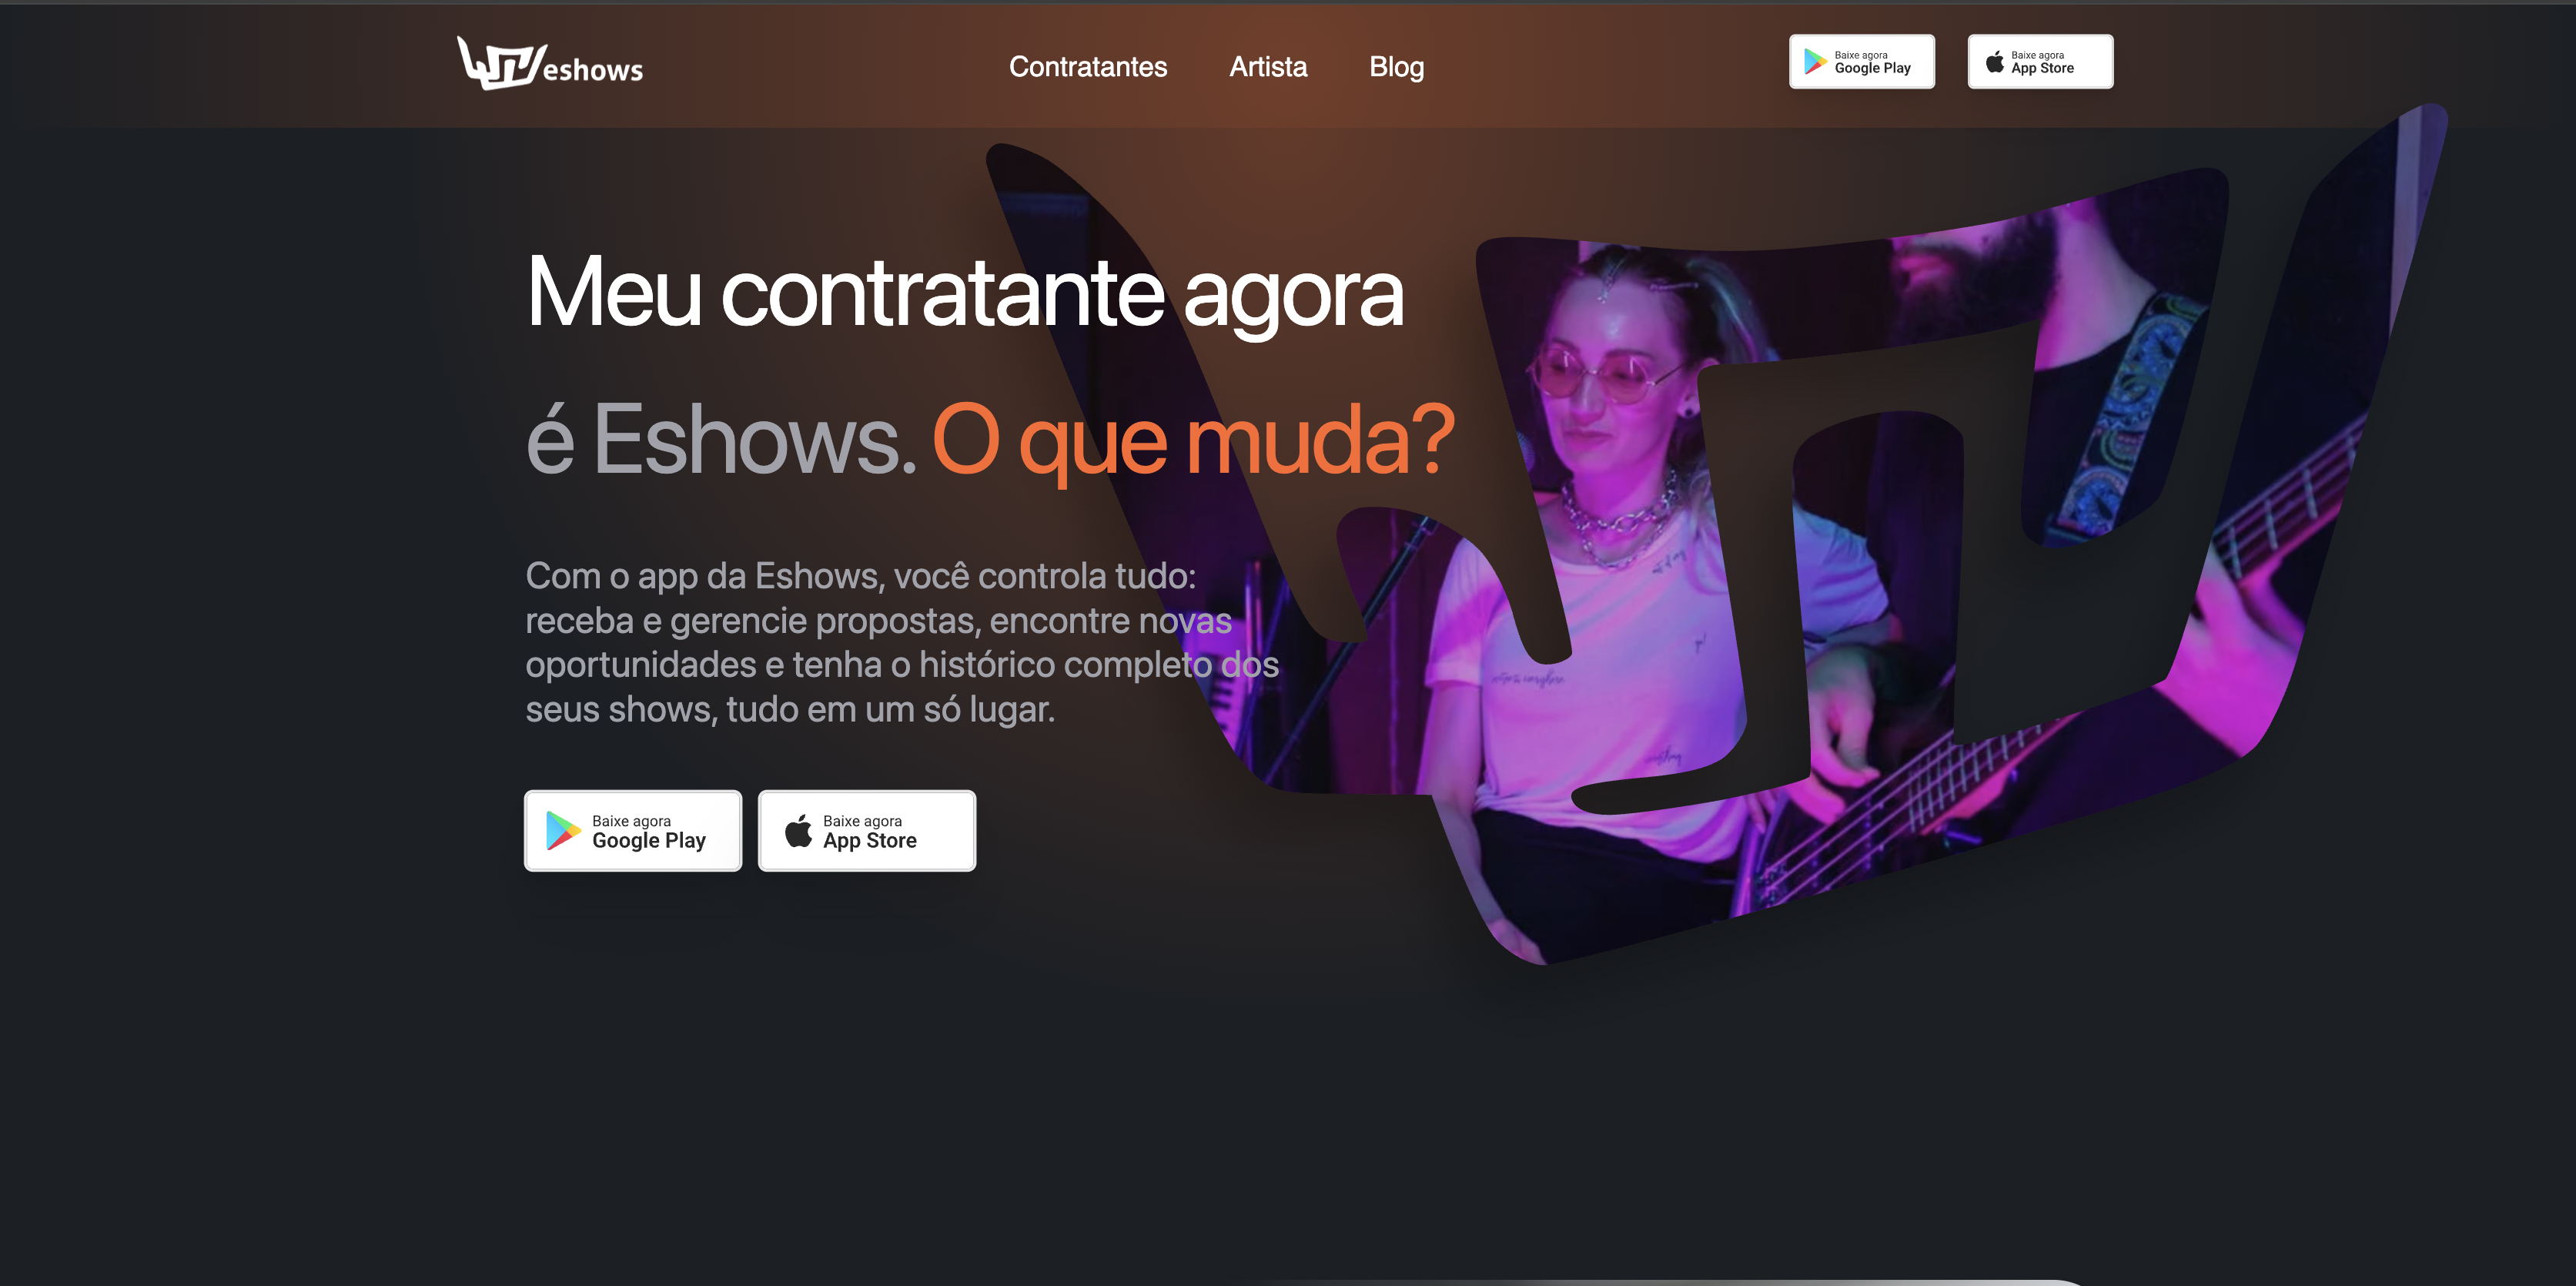 eshows
Contratantes
Artista
Blog
Baixe agora
Google Play
Baixe agora
App Store
Meu contratante agora
é Eshows. O que muda?
Com o app da Eshows, você controla tudo:
receba e gerencie propostas, encontre novas
oportunidades e tenha o histórico completo dos
seus shows, tudo em um só lugar.
Baixe agora
Google Play
Baixe agora
App Store